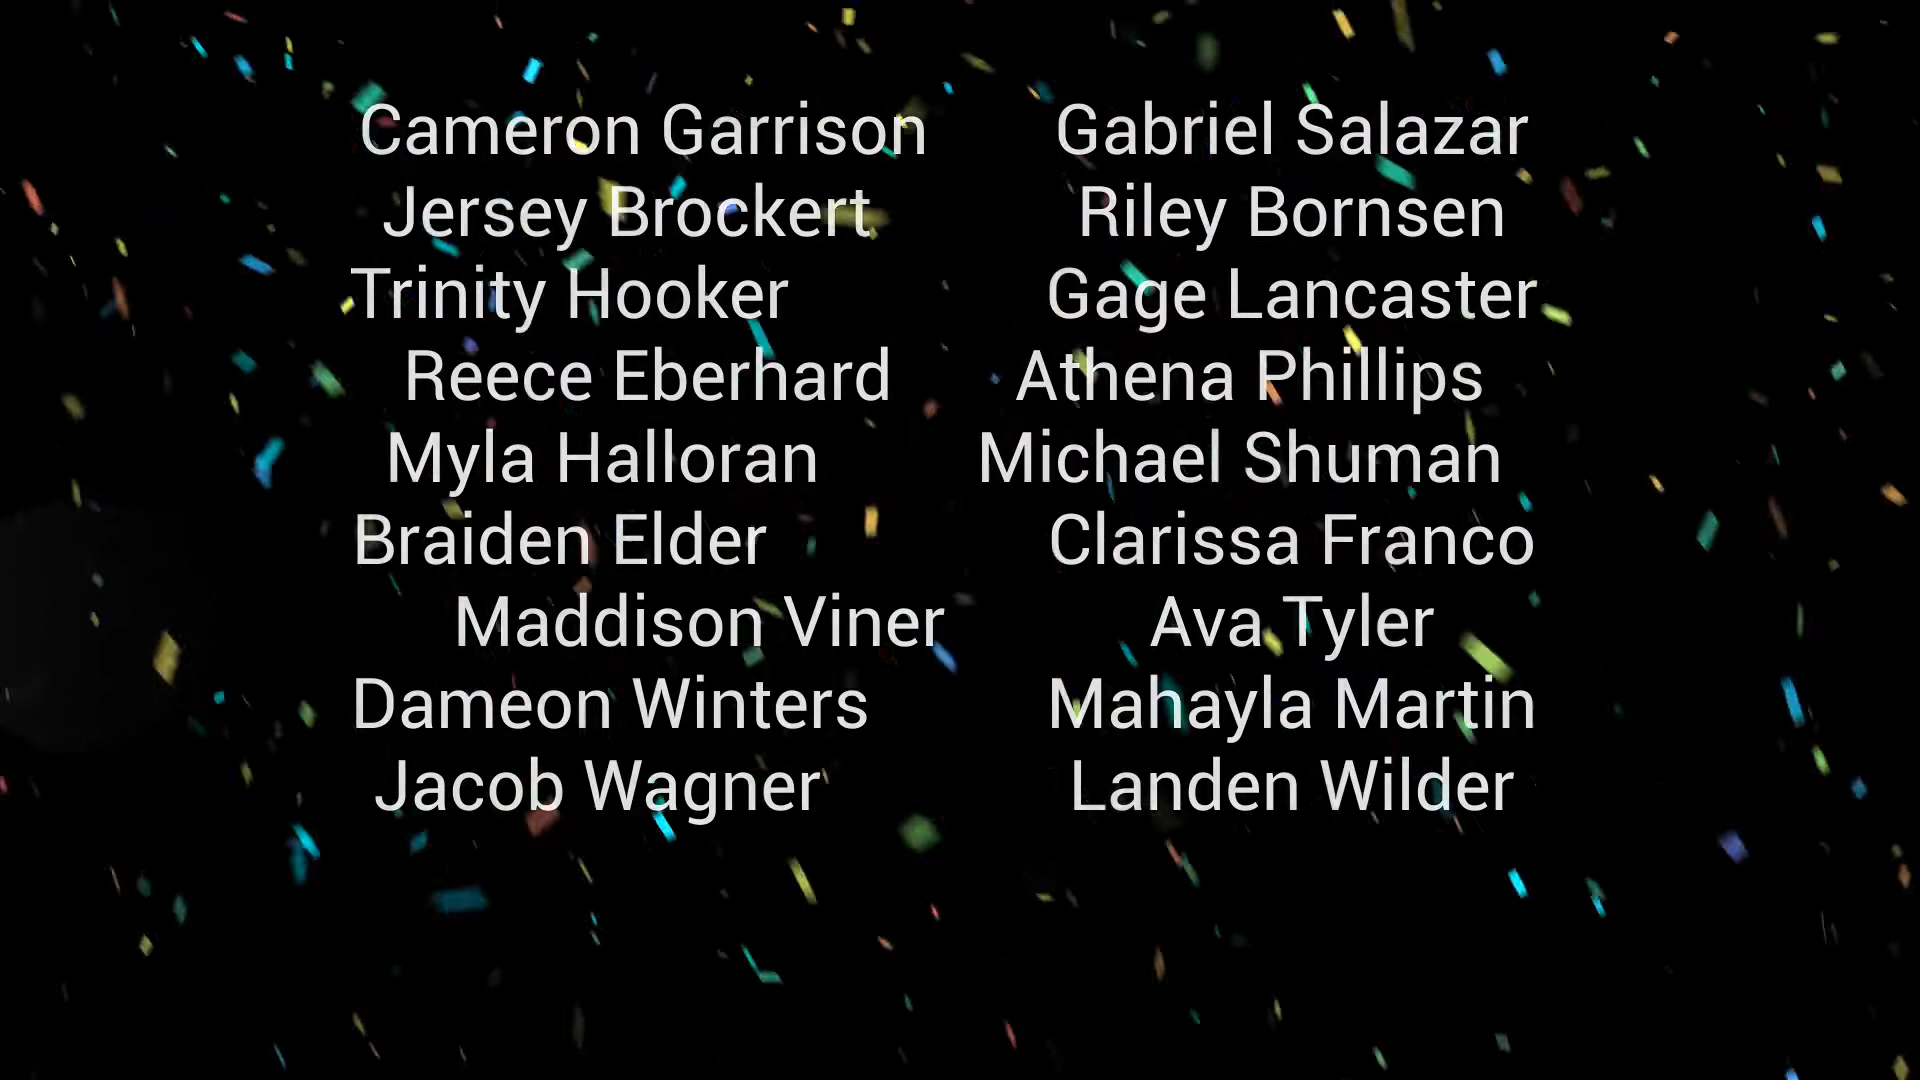 Cameron Garrison
Jersey Brockert
Trinity Hooker
Reece Eberhard
Myla Halloran
Braiden Elder
Maddison Viner
Dameon Winters
Jacob Wagner
Gabriel Salazar
Riley Bornsen
Gage Lancaster
Athena Phillips
Michael Shuman
Clarissa Franco
Ava Tyler
Mahayla Martin
Landen Wilder